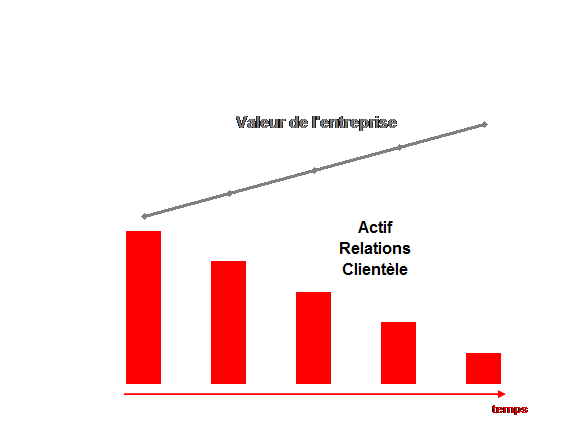 Valeur de l'entreprise
Actif
Relations
Clientèle
temps